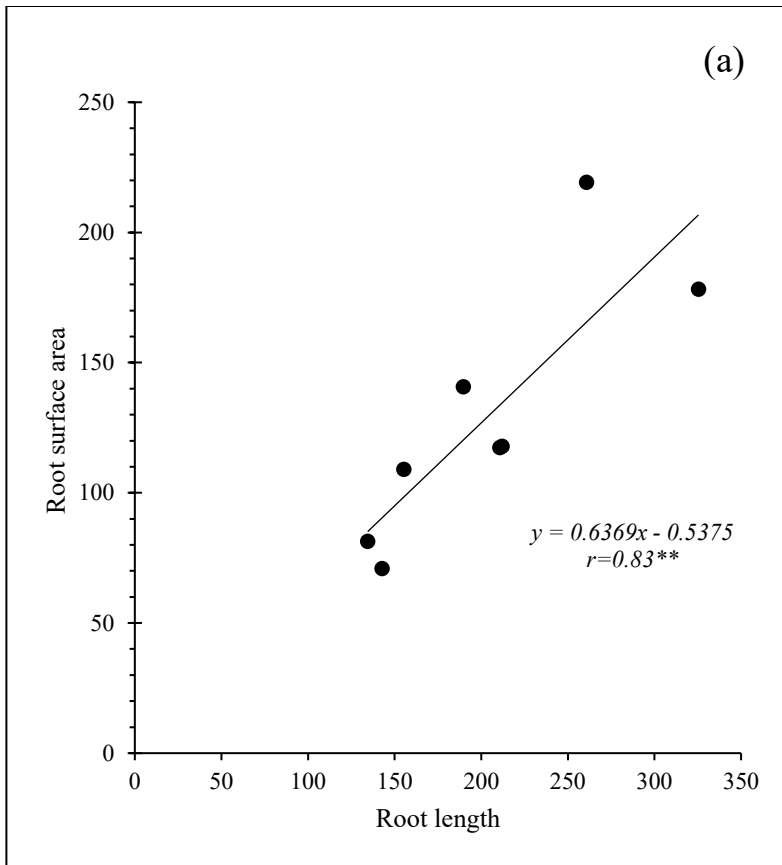 (a)
250
200
150
100
50
0
Root surface area
y = 0.6369x - 0.5375
r=0.83**
0 50 100 150 200 250 300 350
Root length